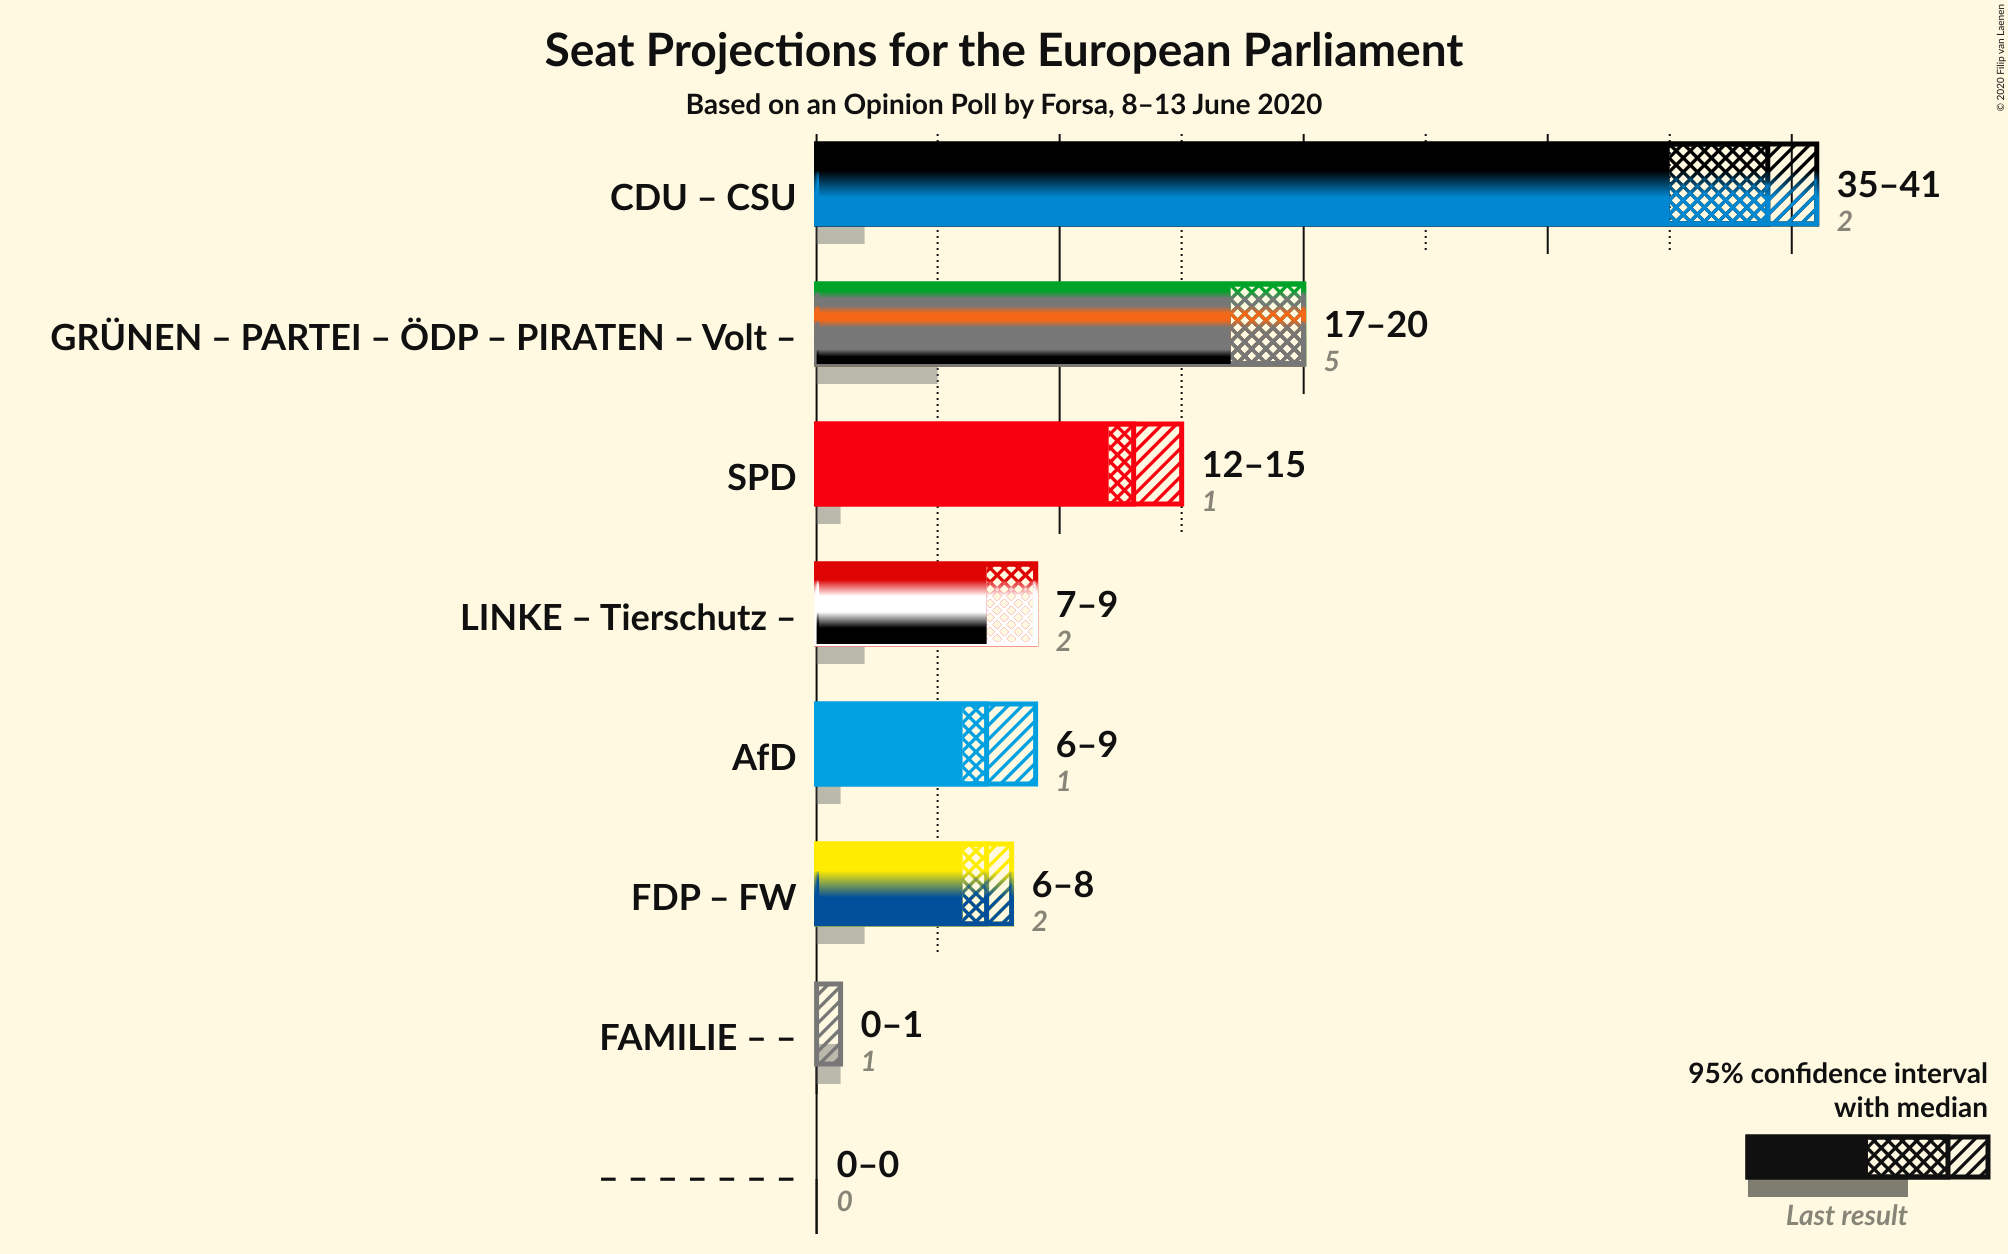 Seat Projections for the European Parliament
Based on an Opinion Poll by Forsa, 8–13 June 2020
© 2020 Filip van Laenen
CDU – CSU
35–41
2
GRÜNEN – PARTEI – ÖDP – PIRATEN – Volt –
17–20
5
SPD
12–15
1
LINKE – Tierschutz –
7–9
2
AfD
6–9
1
FDP – FW
6–8
2
FAMILIE – –
0–1
1
– – – – – – –
0–0
0
95% confidence interval
with median
Last result